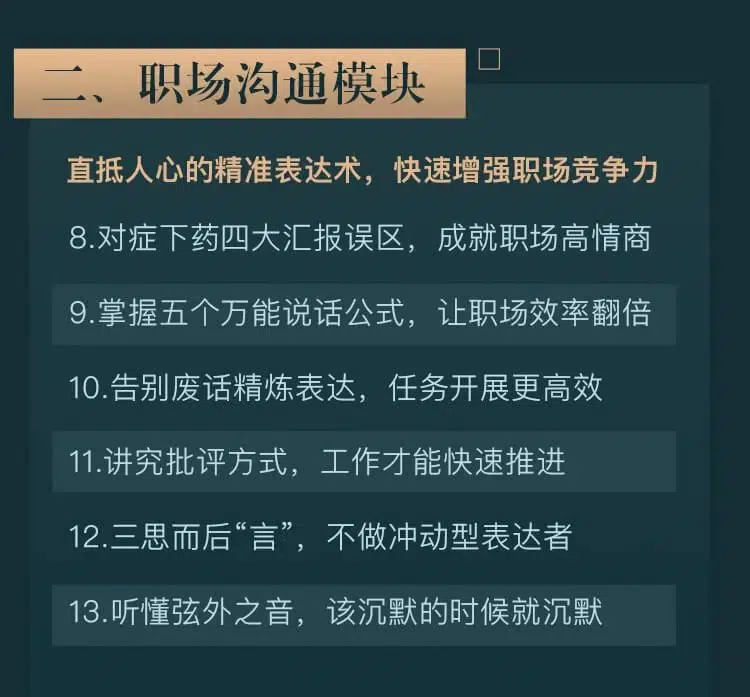 二、职场沟通模块
直抵人心的精准表达术，快速增强职场竞争力
8.对症下药四大汇报误区，成就职场高情商
9.掌握五个万能说话公式，让职场效率翻倍
10.告别废话精炼表达，任务开展更高效
11.讲究批评方式，工作才能快速推进
12.三思而后“言”，不做冲动型表达者
13.听懂弦外之音，该沉默的时候就沉默